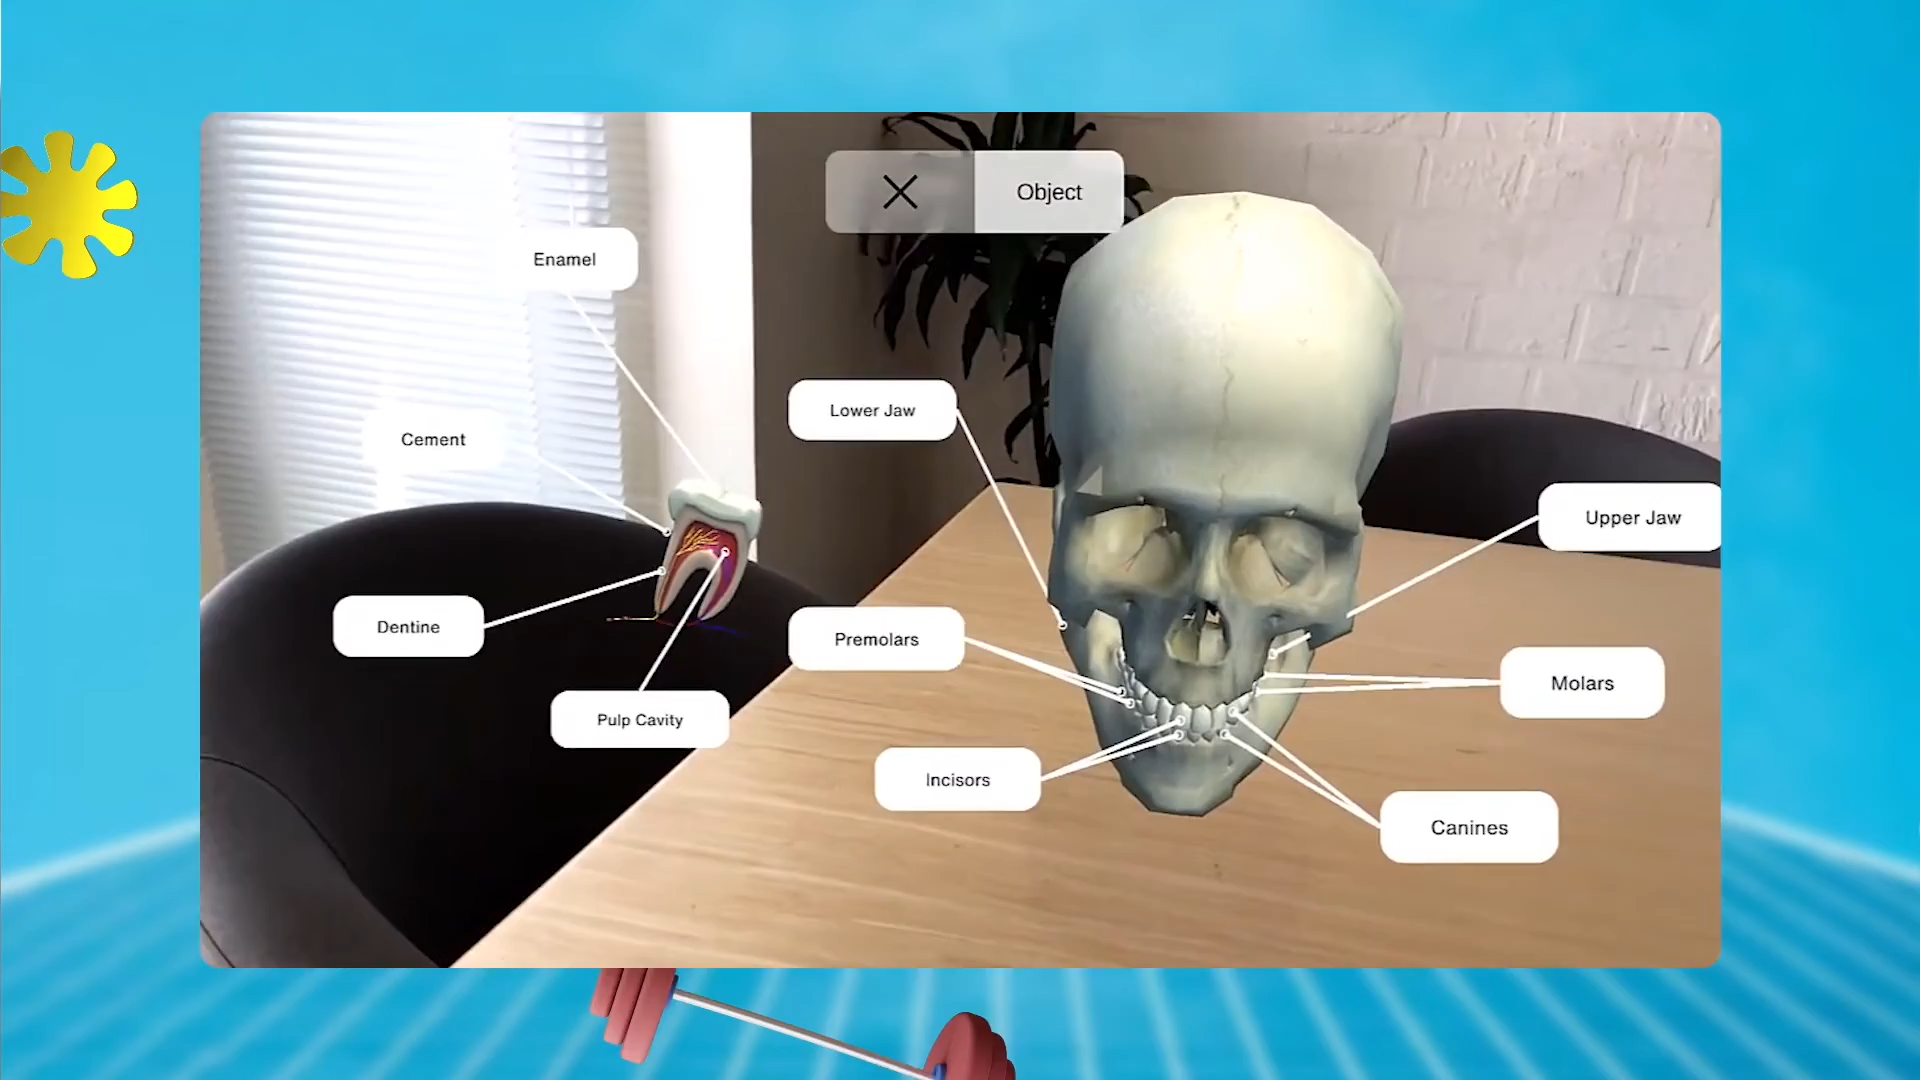 Object
Enamel
Lower Jaw
Cement
Upper Jaw
Dentine
Premolars
Molars
Pulp Cavity
Incisors
Canines